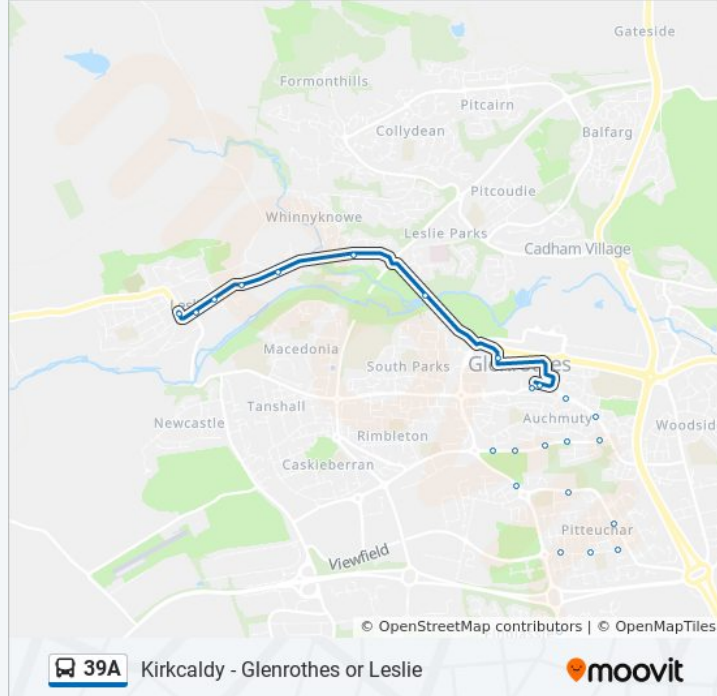 Gateside
Formonthills
Pitcairn
Collydean
Balfarg
Pitcoudie
Whinnyknowe
Leslie Parks
Cadham Village
Macedonia
South Parks
Glenrothes
Tanshall
Auchmuty
Newcastle
Rimbleton
Woodside
Caskieberran
Pitteuchar
Viewfield
© OpenStreetMap contributors | © OpenMapTiles
39A Kirkcaldy - Glenrothes or Leslie
moovit